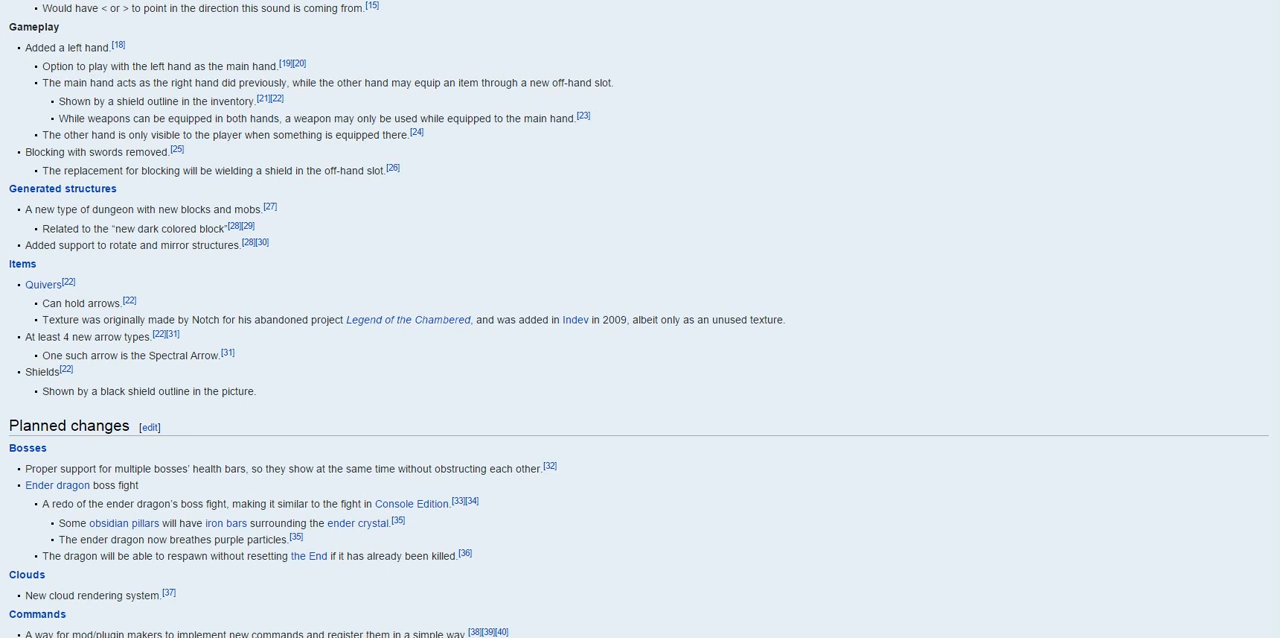 Would have < or > to point in the direction this sound is coming from.[15]
Gameplay
Added a left hand.[18]
Option to play with the left hand as the main hand.[19][20]
The main hand acts as the right hand did previously, while the other hand may equip an item through a new off-hand slot.
Shown by a shield outline in the inventory.[21][22]
While weapons can be equipped in both hands, a weapon may only be used while equipped to the main hand.[23]
The other hand is only visible to the player when something is equipped there.[24]
Blocking with swords removed.[25]
The replacement for blocking will be wielding a shield in the off-hand slot.[26]
Generated structures
A new type of dungeon with new blocks and mobs.[27]
Related to the "new dark colored block"[28][29]
Added support to rotate and mirror structures.[28][30]
Items
Quivers[22]
Can hold arrows.[22]
Texture was originally made by Notch for his abandoned project Legend of the Chambered, and was added in Indev in 2009, albeit only as an unused texture.
At least 4 new arrow types.[22][31]
One such arrow is the Spectral Arrow.[31]
Shields[22]
Shown by a black shield outline in the picture.
Planned changes [edit]
Bosses
Proper support for multiple bosses' health bars, so they show at the same time without obstructing each other.[32]
Ender dragon boss fight
A redo of the ender dragon's boss fight, making it similar to the fight in Console Edition.[33][34]
Some obsidian pillars will have iron bars surrounding the ender crystal.[35]
The ender dragon now breathes purple particles.[35]
The dragon will be able to respawn without resetting the End if it has already been killed.[36]
Clouds
New cloud rendering system.[37]
Commands
A way for mod/plugin makers to implement new commands and register them in a simple way.[38][39][40]